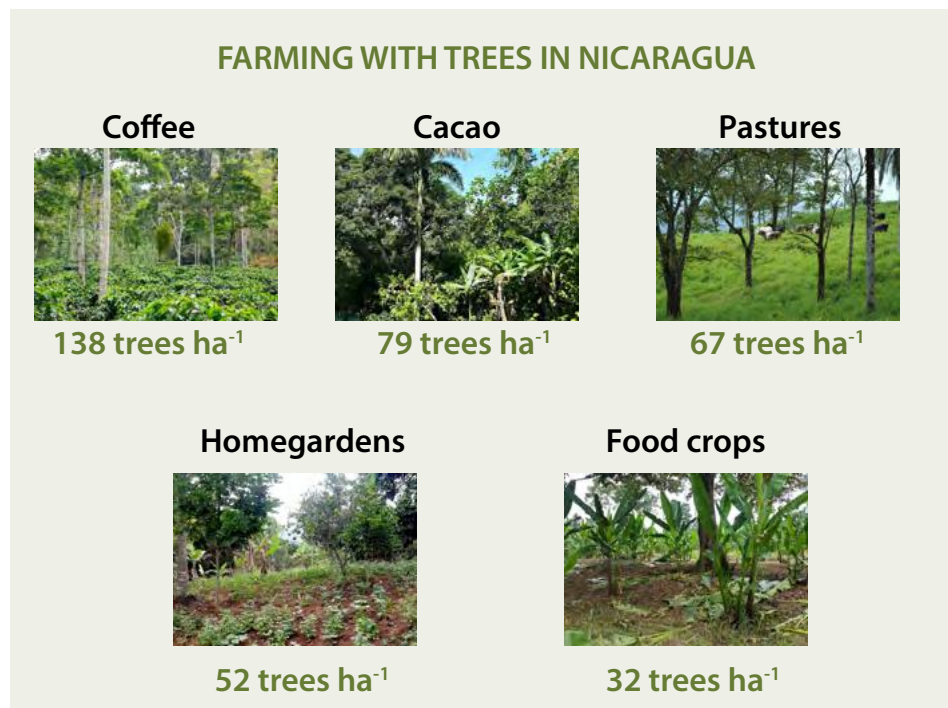 FARMING WITH TREES IN NICARAGUA
Coffee
Cacao
Pastures
138 trees ha⁻¹
79 trees ha⁻¹
67 trees ha⁻¹
Homegardens
Food crops
52 trees ha⁻¹
32 trees ha⁻¹